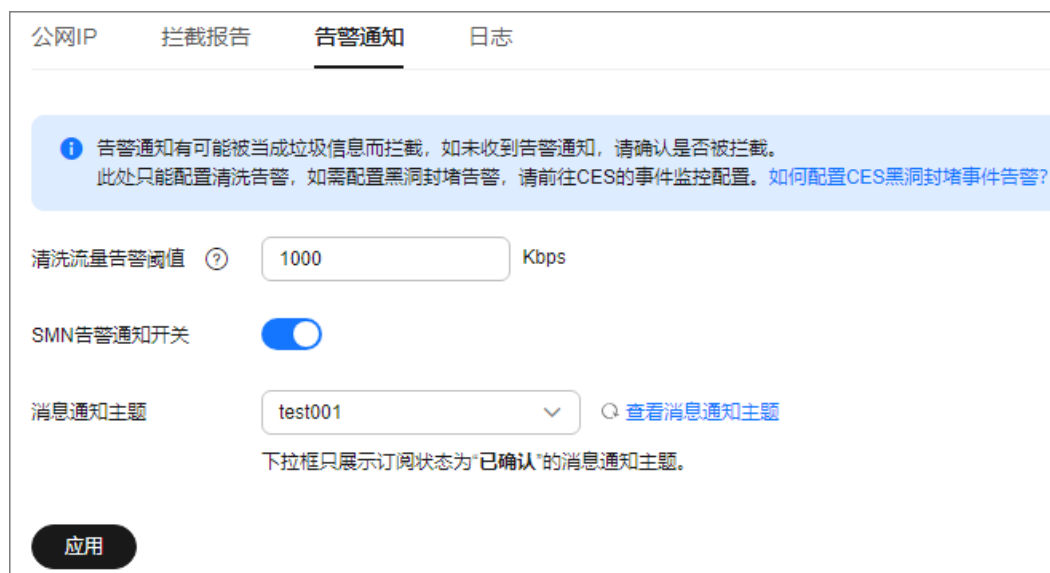 公网IP 拦截报告 告警通知 日志
告警通知有可能被当成垃圾信息而拦截，如未收到告警通知，请确认是否被拦截。
此处只能配置清洗告警，如需配置黑洞封堵告警，请前往CES的事件监控配置。如何配置CES黑洞封堵事件告警?
清洗流量告警阈值 ? 1000 Kbps
SMN告警通知开关
消息通知主题 test001 查看消息通知主题
下拉框只展示订阅状态为“已确认”的消息通知主题。
应用